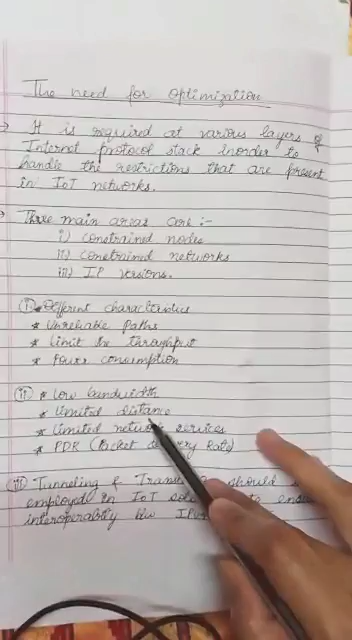 The need for optimization
→ It is required at various layers of
Internet protocol stack inorder to
handle the restrictions that are present
in IoT networks.
→ Three main areas are :-
i) constrained nodes
ii) constrained networks
iii) IP versions.
(i) * Different characteristics
* Unreliable Paths
* Limit the throughput
* Power consumption
(ii) * Low bandwidth
* Limited distance
* Limited network services
* PDR (Packet Rate)
(iii) Tunneling & should
employed in IoT to
interoperability b/w